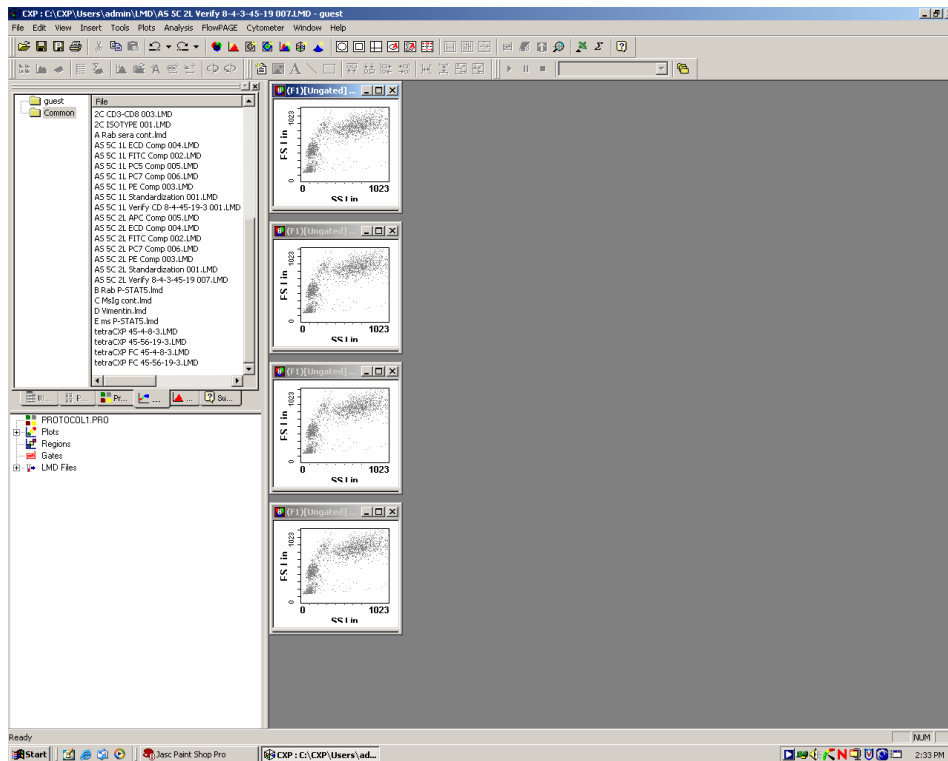 CXP : C:\CXP\Users\admin\LMD\AS 5C 2L Verify 8-4-3-45-19 007.LMD - guest
File Edit View Insert Tools Plots Analysis FlowPAGE Cytometer Window Help
guest
Common
File
2C CD3-CD8 003.LMD
2C ISOTYPE 001.LMD
A Rab sera cont.lmd
AS 5C 1L ECD Comp 004.LMD
AS 5C 1L FITC Comp 002.LMD
AS 5C 1L PC5 Comp 005.LMD
AS 5C 1L PC7 Comp 006.LMD
AS 5C 1L PE Comp 003.LMD
AS 5C 1L Standardization 001.LMD
AS 5C 1L Verify CD 8-4-45-19-3 001.LMD
AS 5C 2L APC Comp 005.LMD
AS 5C 2L ECD Comp 004.LMD
AS 5C 2L FITC Comp 002.LMD
AS 5C 2L PC7 Comp 006.LMD
AS 5C 2L PE Comp 003.LMD
AS 5C 2L Standardization 001.LMD
AS 5C 2L Verify 8-4-3-45-19 007.LMD
B Rab P-STAT5.lmd
C MsIg cont.lmd
D Vimentin.lmd
E ms P-STAT5.lmd
tetraCXP 45-4-8-3.LMD
tetraCXP 45-56-19-3.LMD
tetraCXP FC 45-4-8-3.LMD
tetraCXP FC 45-56-19-3.LMD
P... Pr... ... ... Su...
PROTOCOL1.PRO
Plots
Regions
Gates
LMD Files
(F1)[Ungated] ...
FS Lin
0 1023
0 1023
SS Lin
(F1)[Ungated] ...
FS Lin
0 1023
0 1023
SS Lin
(F1)[Ungated] ...
FS Lin
0 1023
0 1023
SS Lin
(F1)[Ungated] ...
FS Lin
0 1023
0 1023
SS Lin
Ready
NUM
Start
Jasc Paint Shop Pro
CXP : C:\CXP\Users\ad...
2:33 PM